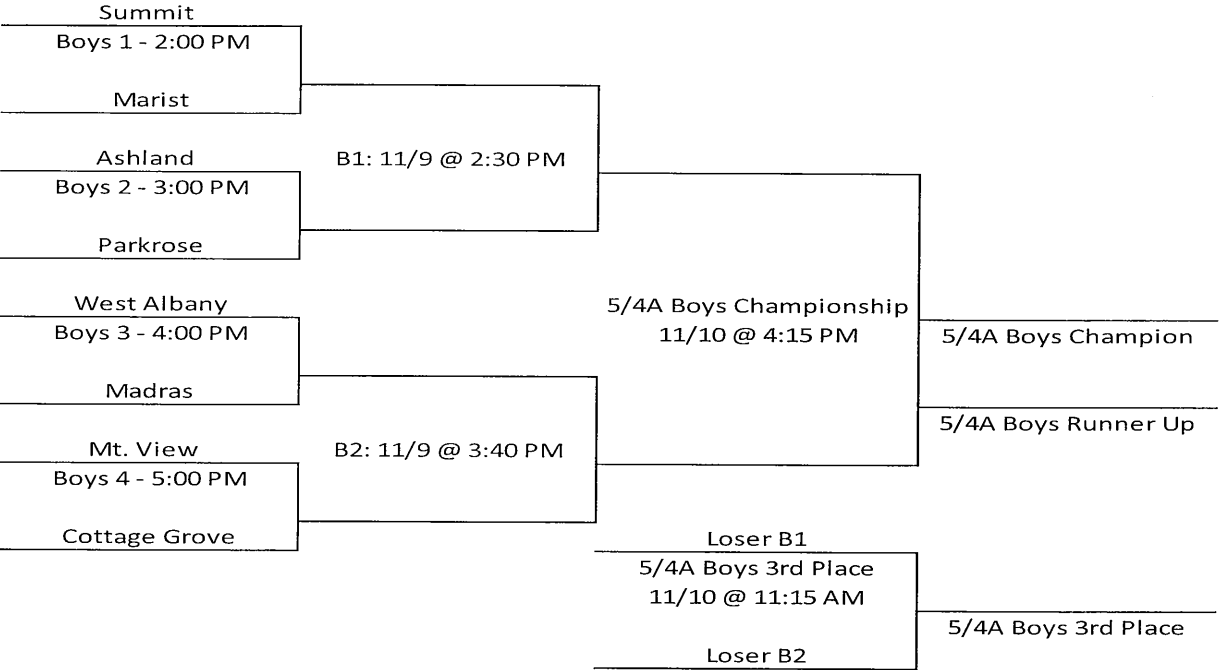 Summit
Boys 1 - 2:00 PM
Marist
Ashland
Boys 2 - 3:00 PM
Parkrose
West Albany
Boys 3 - 4:00 PM
Madras
Mt. View
Boys 4 - 5:00 PM
Cottage Grove
B1: 11/9 @ 2:30 PM
B2: 11/9 @ 3:40 PM
5/4A Boys Championship
11/10 @ 4:15 PM
5/4A Boys Champion
5/4A Boys Runner Up
Loser B1
5/4A Boys 3rd Place
11/10 @ 11:15 AM
Loser B2
5/4A Boys 3rd Place